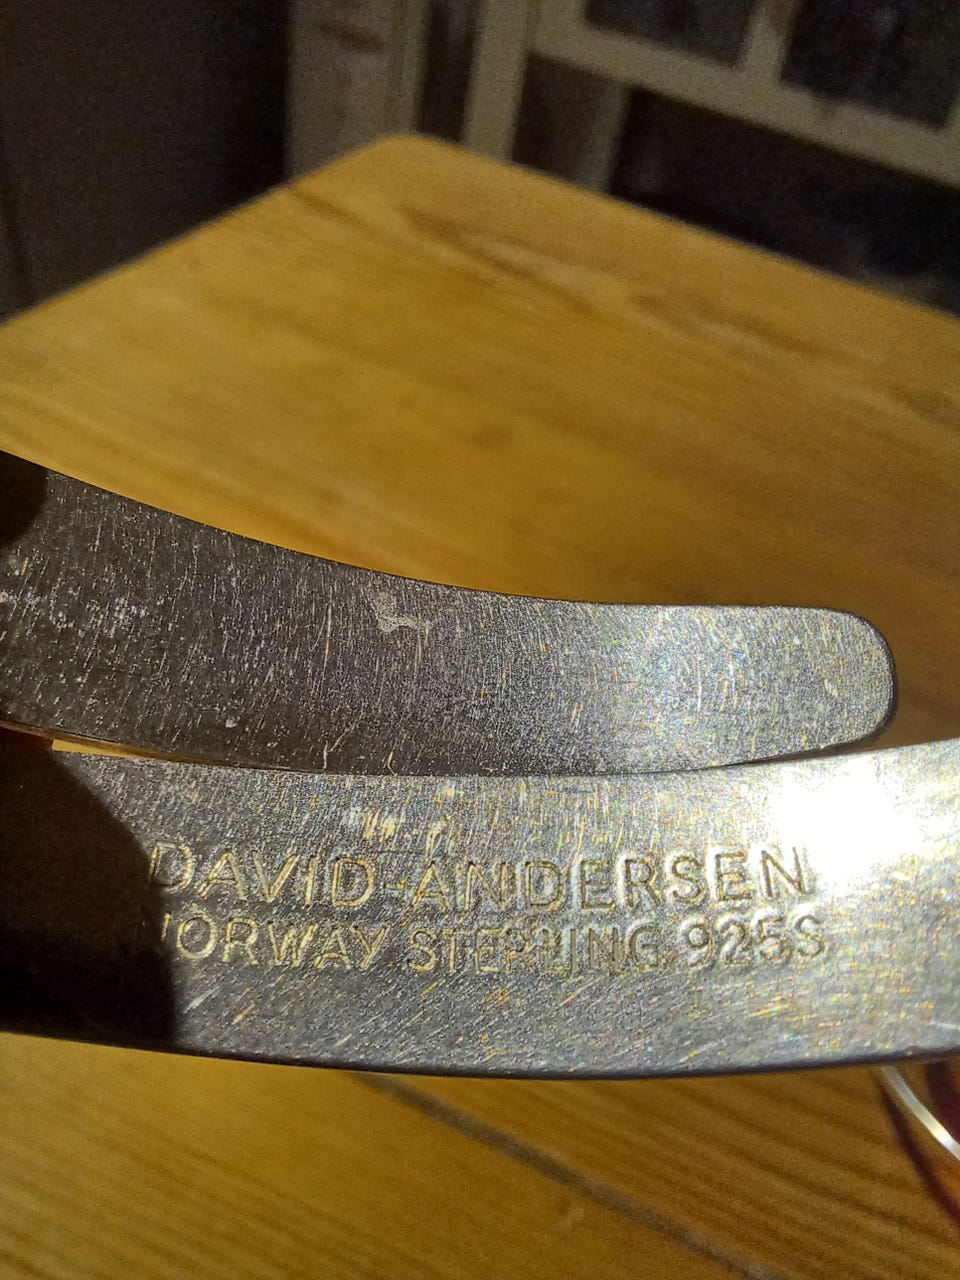 DAVID-ANDERSEN
NORWAY STERLING 925S